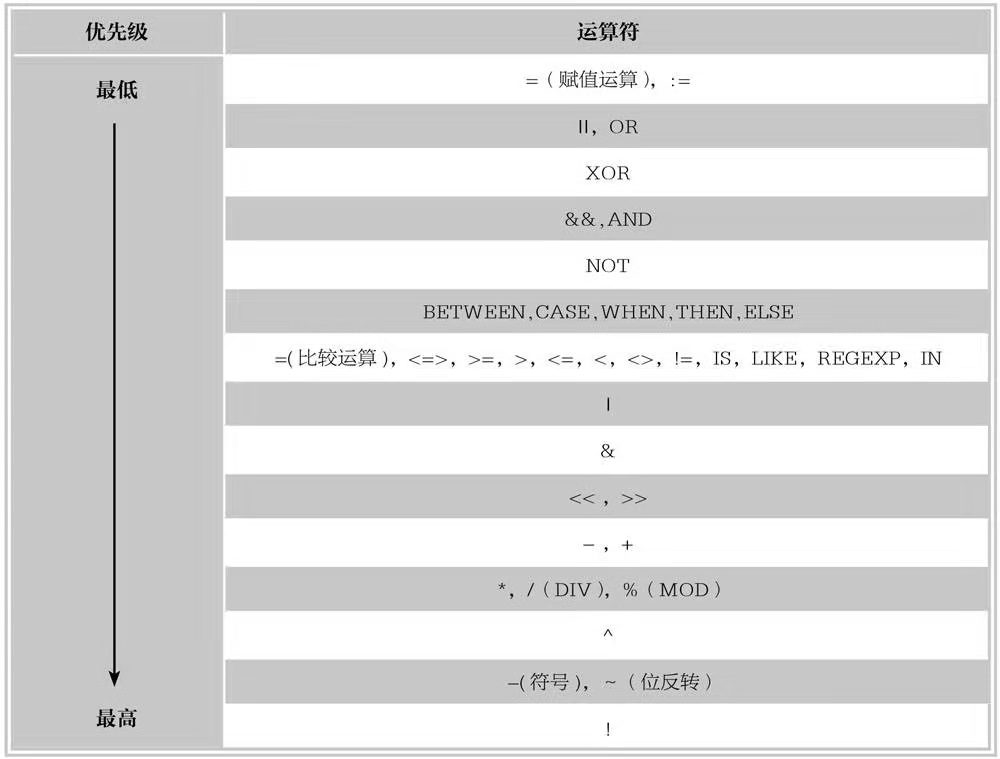 优先级 运算符
最低
=（赋值运算），:=
||，OR
XOR
&&,AND
NOT
BETWEEN,CASE,WHEN,THEN,ELSE
=(比较运算)，<=>，>=，>，<=，<，<>，!=，IS，LIKE，REGEXP，IN
|
&
<<，>>
-，+
*，/（DIV），%（MOD）
^
-(符号)，~（位反转）
最高
!